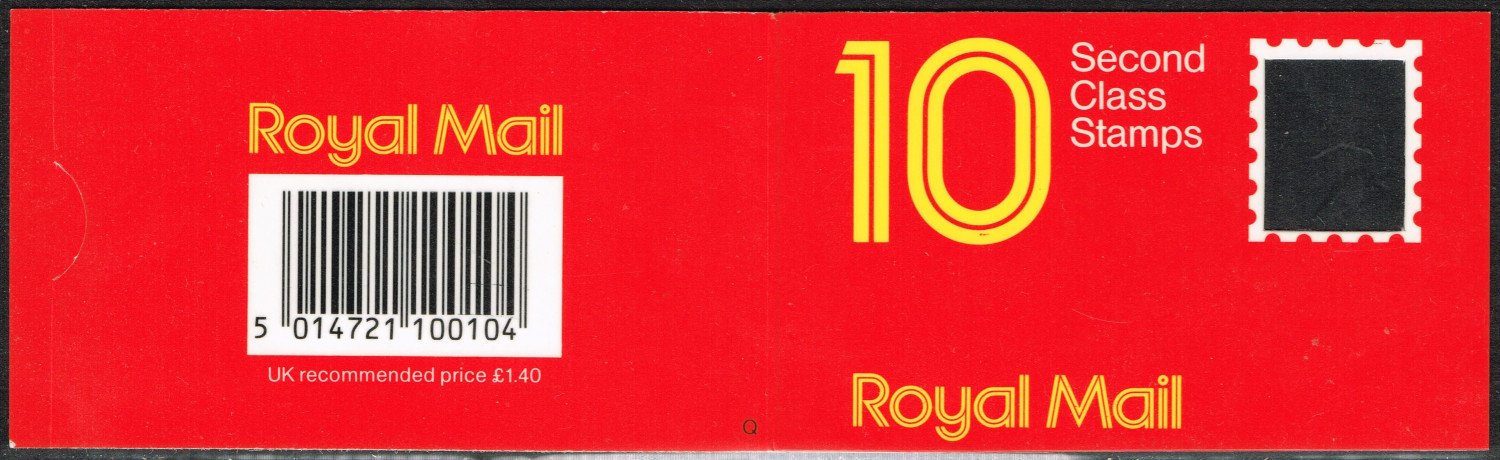 Royal Mail
5 014721 100104
UK recommended price £1.40
Q
10
Second
Class
Stamps
Royal Mail